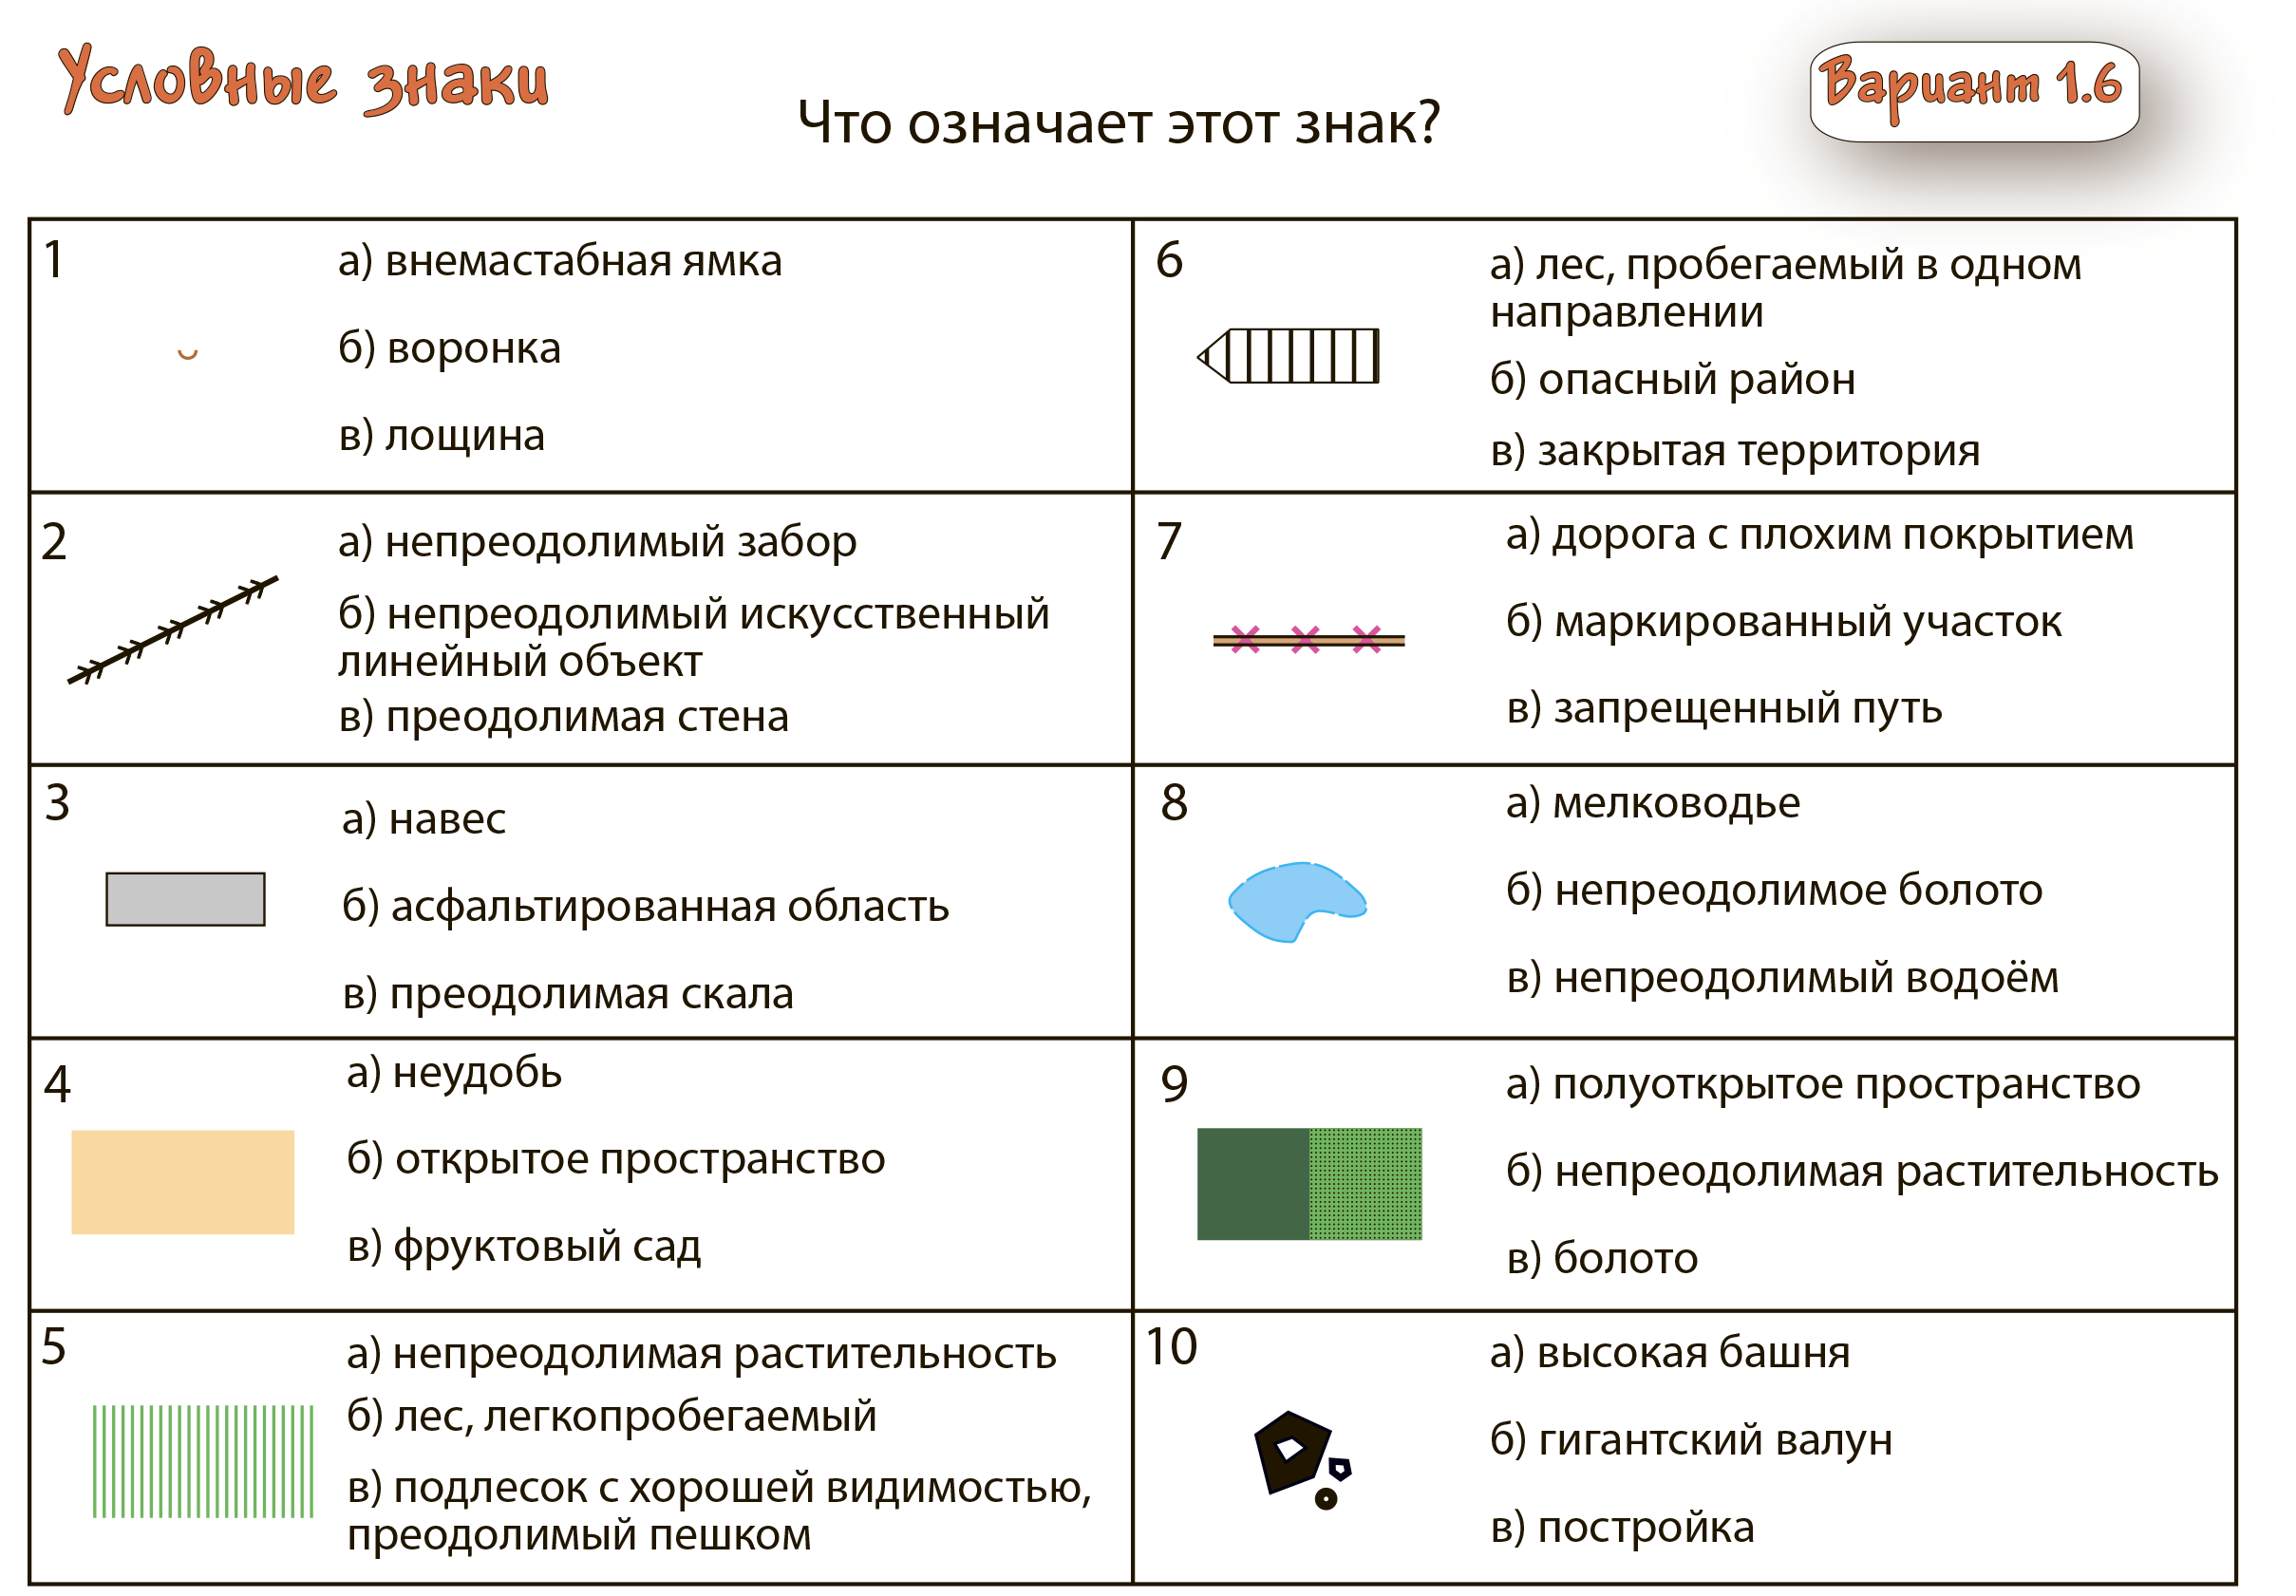 Условные знаки
Вариант 1.6
Что означает этот знак?
1
а) внемастабная ямка
б) воронка
в) лощина
2
а) непреодолимый забор
б) непреодолимый искусственный
линейный объект
в) преодолимая стена
3
а) навес
б) асфальтированная область
в) преодолимая скала
4
а) неудобь
б) открытое пространство
в) фруктовый сад
5
а) непреодолимая растительность
б) лес, легкопробегаемый
в) подлесок с хорошей видимостью,
преодолимый пешком
6
а) лес, пробегаемый в одном
направлении
б) опасный район
в) закрытая территория
7
а) дорога с плохим покрытием
б) маркированный участок
в) запрещенный путь
8
а) мелководье
б) непреодолимое болото
в) непреодолимый водоём
9
а) полуоткрытое пространство
б) непреодолимая растительность
в) болото
10
а) высокая башня
б) гигантский валун
в) постройка